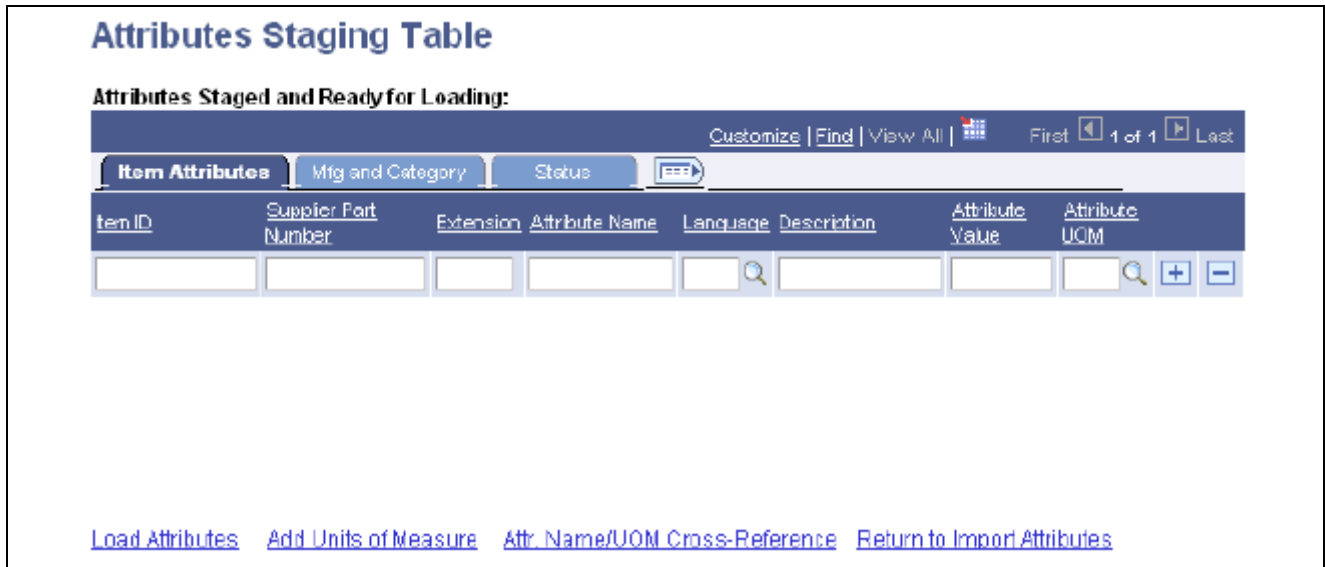 Attributes Staging Table
Attributes Staged and Ready for Loading:
Customize | Find | View All | First 1 of 1 Last
Item Attributes Mfg and Category Status
Item ID Supplier Part Number Extension Attribute Name Language Description Attribute Value Attribute UOM
Load Attributes Add Units of Measure Attr. Name/UOM Cross-Reference Return to Import Attributes